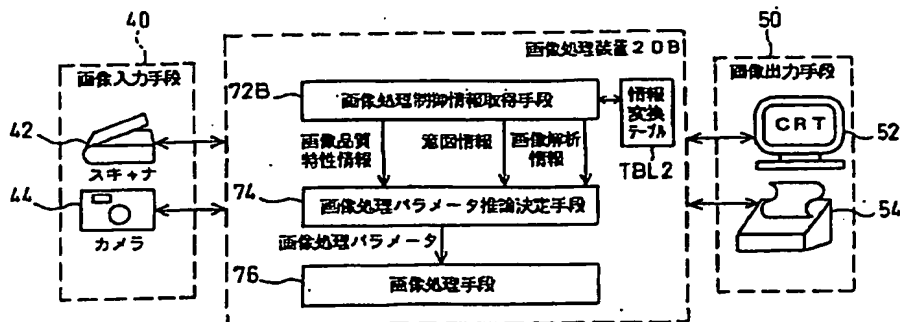 40
画像入力手段
42
スキャナ
44
カメラ
画像処理装置20B
72B
画像処理制御情報取得手段
情報
変換
テーブル
TBL2
画像品質
特性情報
意図情報
画像解析
情報
74
画像処理パラメータ推論決定手段
画像処理パラメータ
76
画像処理手段
50
画像出力手段
CRT
52
54